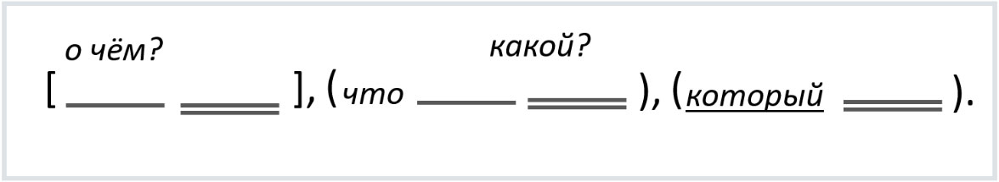 о чём? какой?
[ ], (что ), (который ).